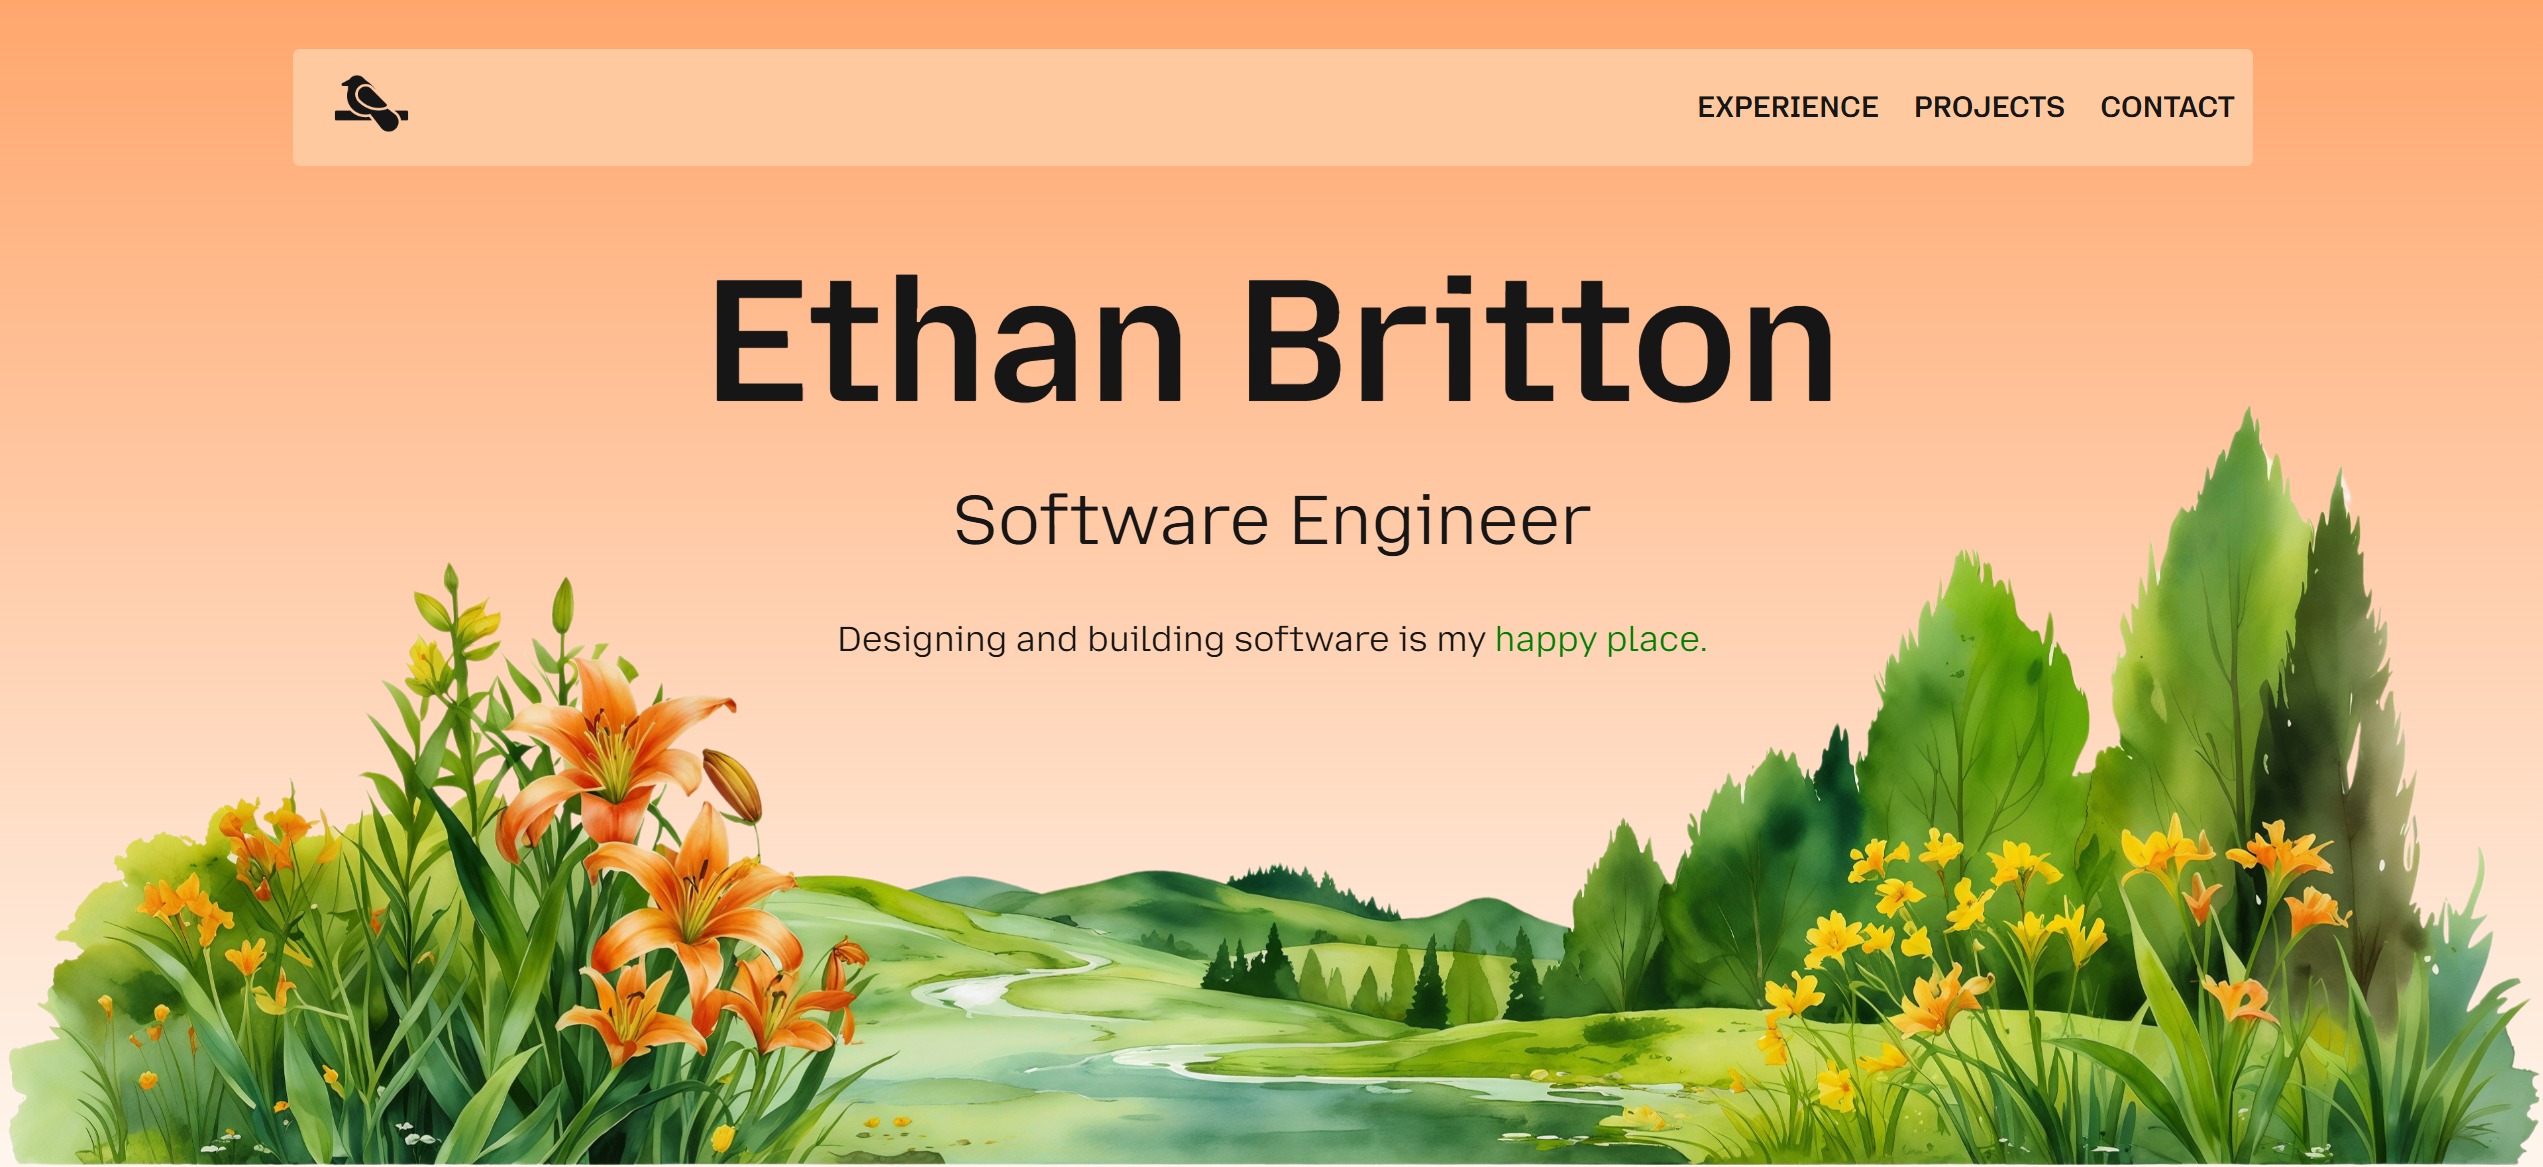 EXPERIENCE PROJECTS CONTACT
Ethan Britton
Software Engineer
Designing and building software is my happy place.